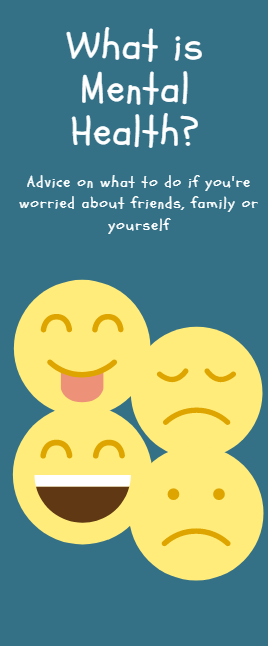 What is
Mental
Health?
Advice on what to do if you're
worried about friends, family or
yourself